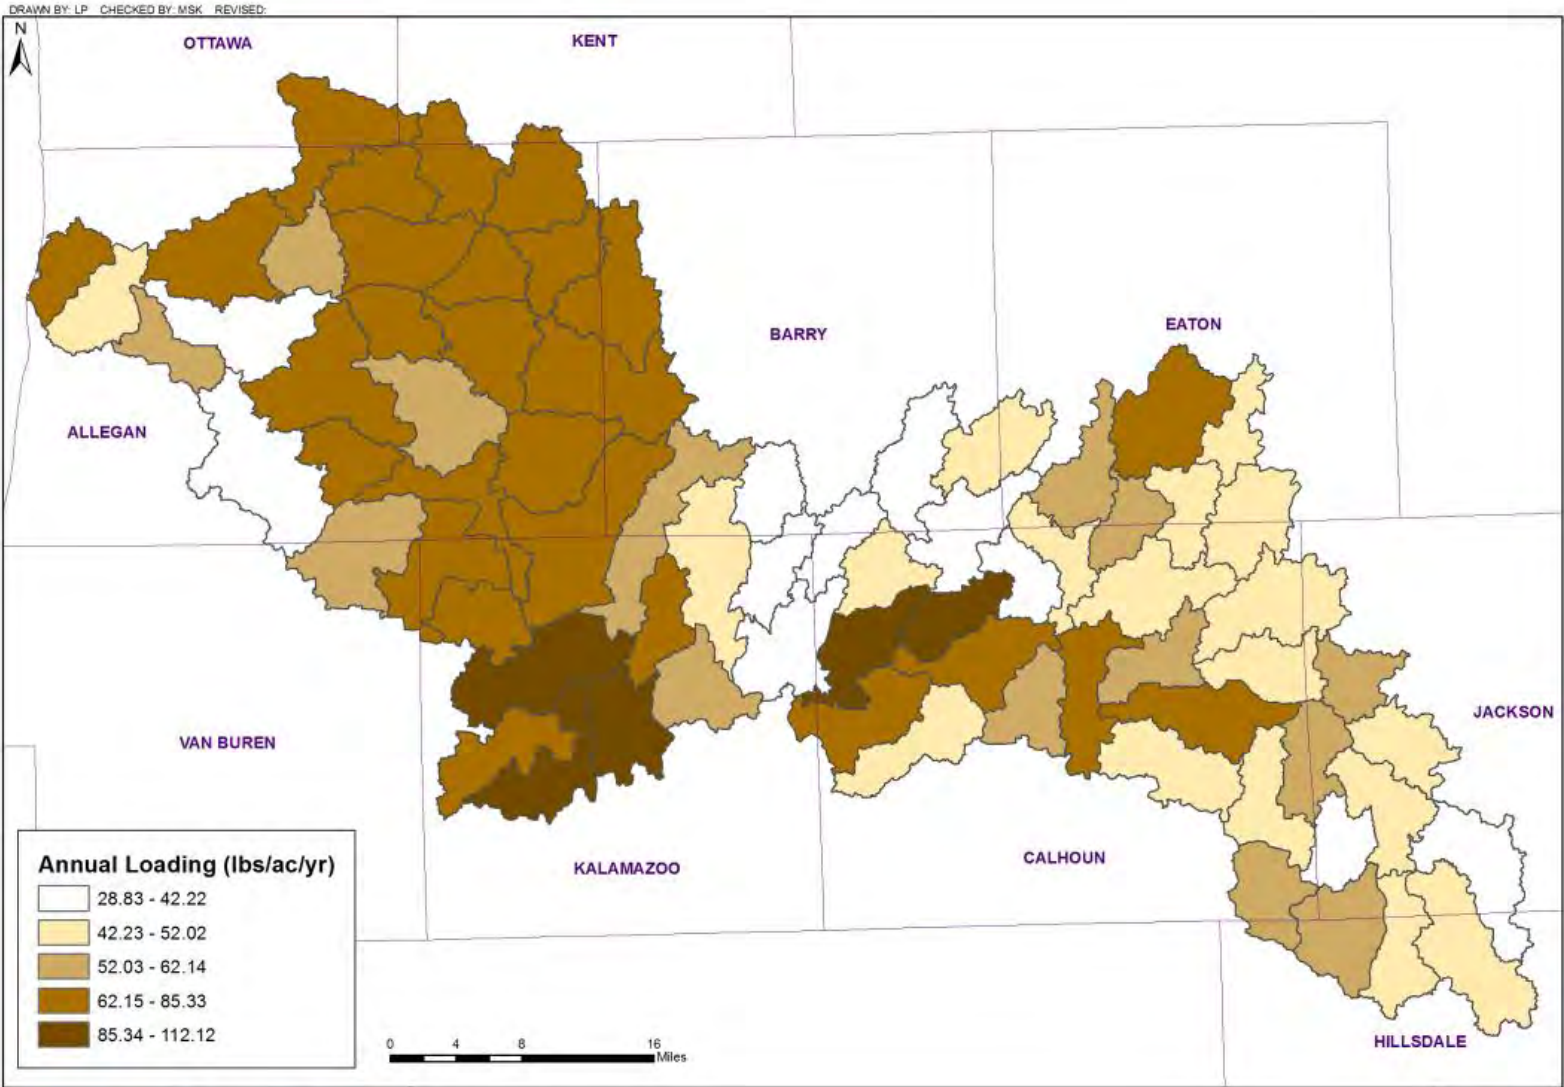 DRAWN BY: LP CHECKED BY: MSK REVISED:
N
OTTAWA
KENT
BARRY
EATON
ALLEGAN
VAN BUREN
JACKSON
KALAMAZOO
CALHOUN
HILLSDALE
Annual Loading (lbs/ac/yr)
28.83 - 42.22
42.23 - 52.02
52.03 - 62.14
62.15 - 85.33
85.34 - 112.12
0 4 8 16
Miles